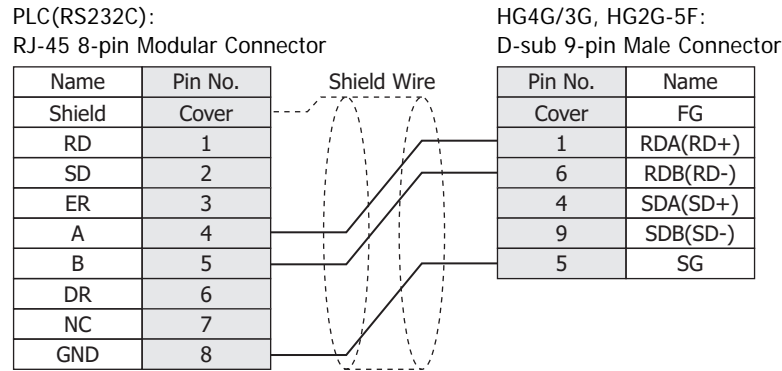 PLC(RS232C):
RJ-45 8-pin Modular Connector
HG4G/3G, HG2G-5F:
D-sub 9-pin Male Connector
Name Pin No. Shield Wire Pin No. Name
Shield Cover Cover FG
RD 1 1 RDA(RD+)
SD 2 6 RDB(RD-)
ER 3 4 SDA(SD+)
A 4 9 SDB(SD-)
B 5 5 SG
DR 6
NC 7
GND 8